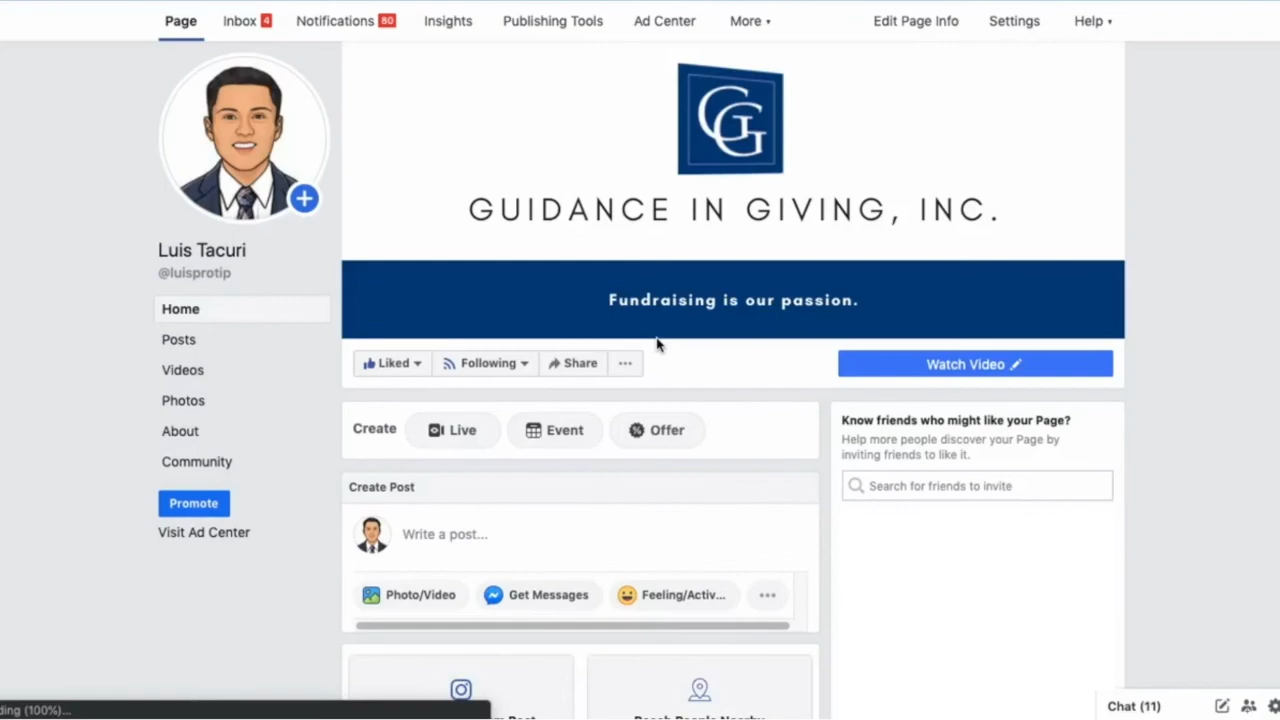 Page Inbox 4 Notifications 80 Insights Publishing Tools Ad Center More Edit Page Info Settings Help
GG
GUIDANCE IN GIVING, INC.
Fundraising is our passion.
Luis Tacuri
@luisprotip
Home
Posts
Videos
Photos
About
Community
Promote
Visit Ad Center
Liked Following Share ... Watch Video
Create Live Event Offer
Create Post
Write a post...
Photo/Video Get Messages Feeling/Activ... ...
Know friends who might like your Page?
Help more people discover your Page by
inviting friends to like it.
Search for friends to invite
Chat (11)
(100%)...